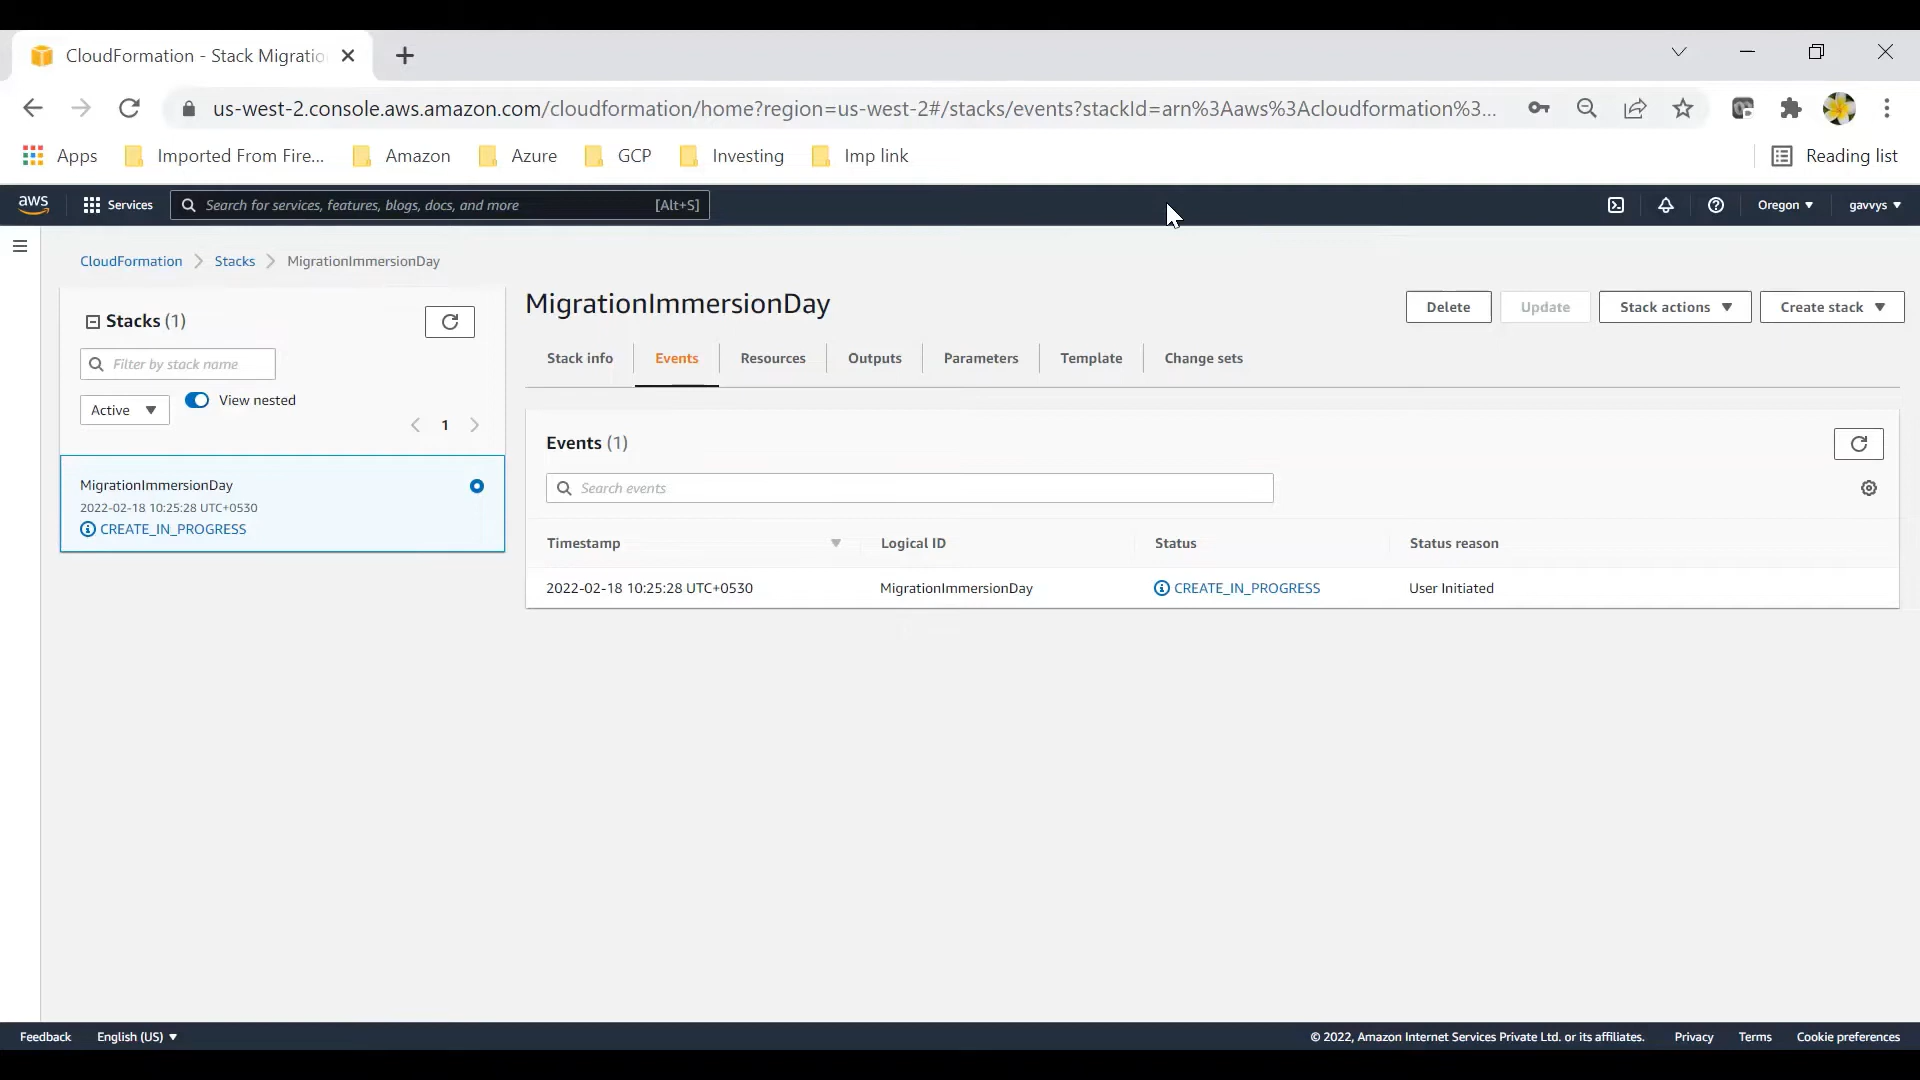 CloudFormation - Stack Migratio
us-west-2.console.aws.amazon.com/cloudformation/home?region=us-west-2#/stacks/events?stackId=arn%3Aaws%3Acloudformation%3...
Apps Imported From Fire... Amazon Azure GCP Investing Imp link Reading list
aws Services Search for services, features, blogs, docs, and more [Alt+S] Oregon gavvys
CloudFormation Stacks MigrationImmersionDay
Stacks (1)
Filter by stack name
Active View nested
1
MigrationImmersionDay
2022-02-18 10:25:28 UTC+0530
CREATE_IN_PROGRESS
MigrationImmersionDay Delete Update Stack actions Create stack
Stack info Events Resources Outputs Parameters Template Change sets
Events (1)
Search events
Timestamp Logical ID Status Status reason
2022-02-18 10:25:28 UTC+0530 MigrationImmersionDay CREATE_IN_PROGRESS User Initiated
Feedback English (US) © 2022, Amazon Internet Services Private Ltd. or its affiliates. Privacy Terms Cookie preferences